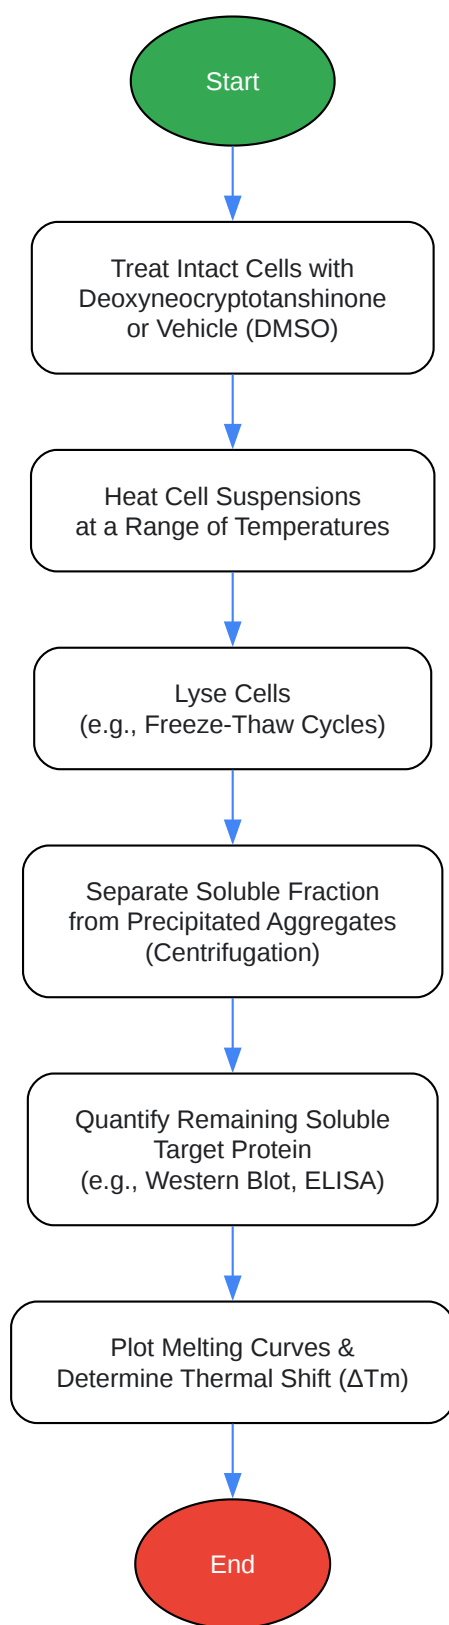 Start
Treat Intact Cells with
Deoxyneocryptotanshinone
or Vehicle (DMSO)
Heat Cell Suspensions
at a Range of Temperatures
Lyse Cells
(e.g., Freeze-Thaw Cycles)
Separate Soluble Fraction
from Precipitated Aggregates
(Centrifugation)
Quantify Remaining Soluble
Target Protein
(e.g., Western Blot, ELISA)
Plot Melting Curves &
Determine Thermal Shift (ΔTm)
End